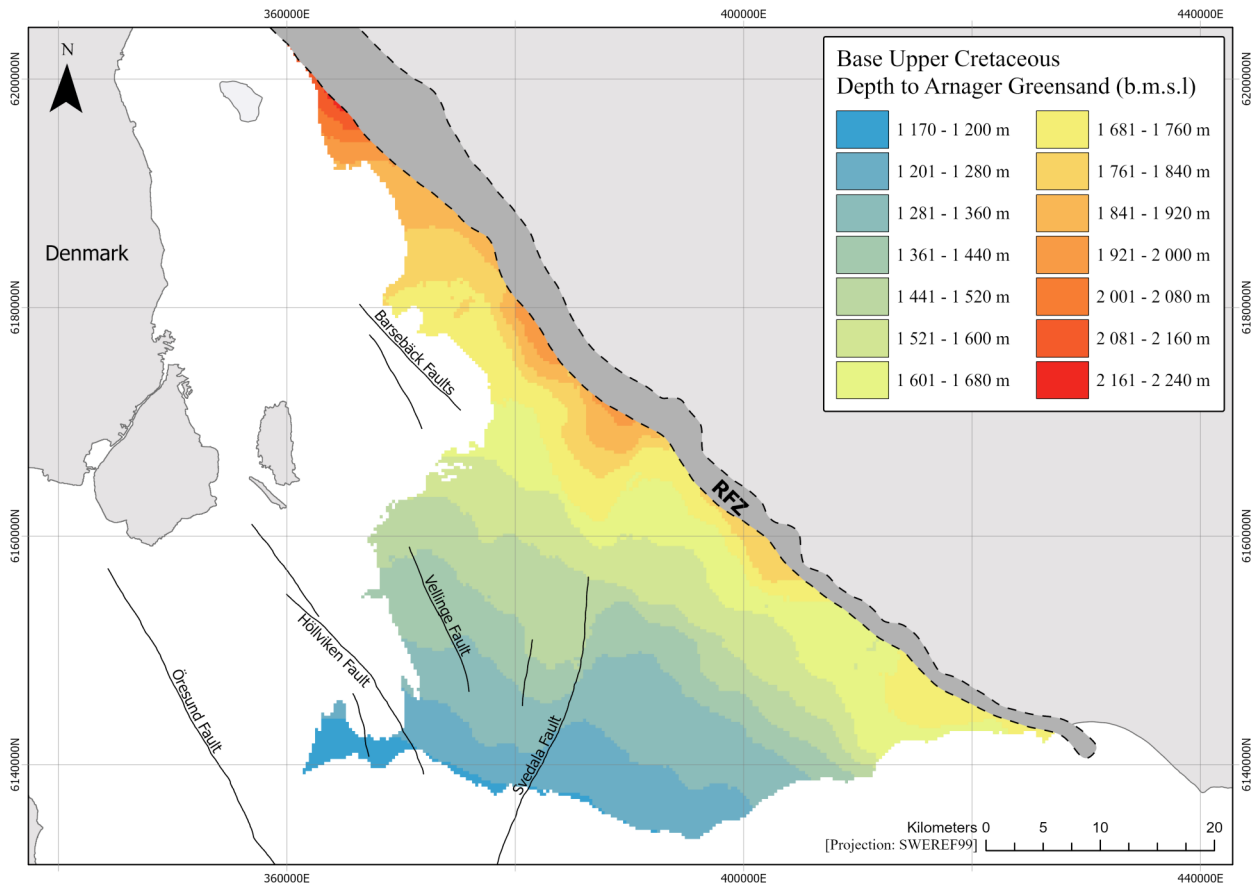 360000E
400000E
440000E
N
6200000N
6200000N
Base Upper Cretaceous
Depth to Arnager Greensand (b.m.s.l)
1 170 - 1 200 m
1 681 - 1 760 m
1 201 - 1 280 m
1 761 - 1 840 m
1 281 - 1 360 m
1 841 - 1 920 m
1 361 - 1 440 m
1 921 - 2 000 m
1 441 - 1 520 m
2 001 - 2 080 m
1 521 - 1 600 m
2 081 - 2 160 m
1 601 - 1 680 m
2 161 - 2 240 m
Denmark
6180000N
6180000N
Barsebäck Faults
RFZ
6160000N
6160000N
Vellinge Fault
Höllviken Fault
Öresund Fault
Svedala Fault
6140000N
6140000N
Kilometers 0 5 10 20
[Projection: SWEREF99]
360000E
400000E
440000E